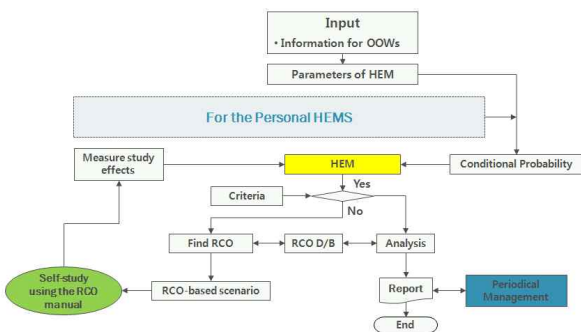 Input
• Information for OOWs
Parameters of HEM
For the Personal HEMS
Measure study
effects
HEM
Conditional Probability
Yes
Criteria
No
Find RCO
RCO D/B
Analysis
Self-study
using the RCO
manual
RCO-based scenario
Report
Periodical
Management
End